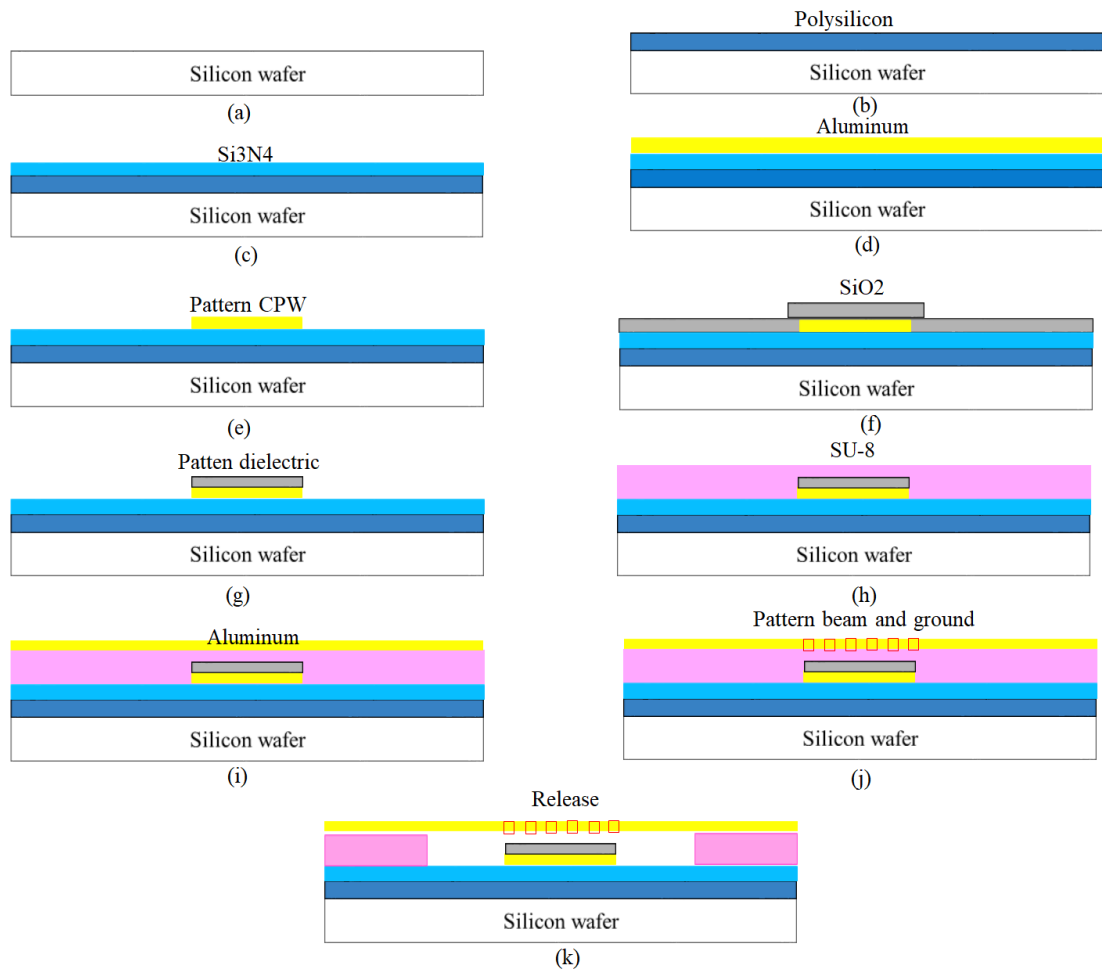 Silicon wafer
(a)
Polysilicon
Silicon wafer
(b)
Si3N4
Silicon wafer
(c)
Aluminum
Silicon wafer
(d)
Pattern CPW
Silicon wafer
(e)
SiO2
Silicon wafer
(f)
Patten dielectric
Silicon wafer
(g)
SU-8
Silicon wafer
(h)
Aluminum
Silicon wafer
(i)
Pattern beam and ground
Silicon wafer
(j)
Release
Silicon wafer
(k)